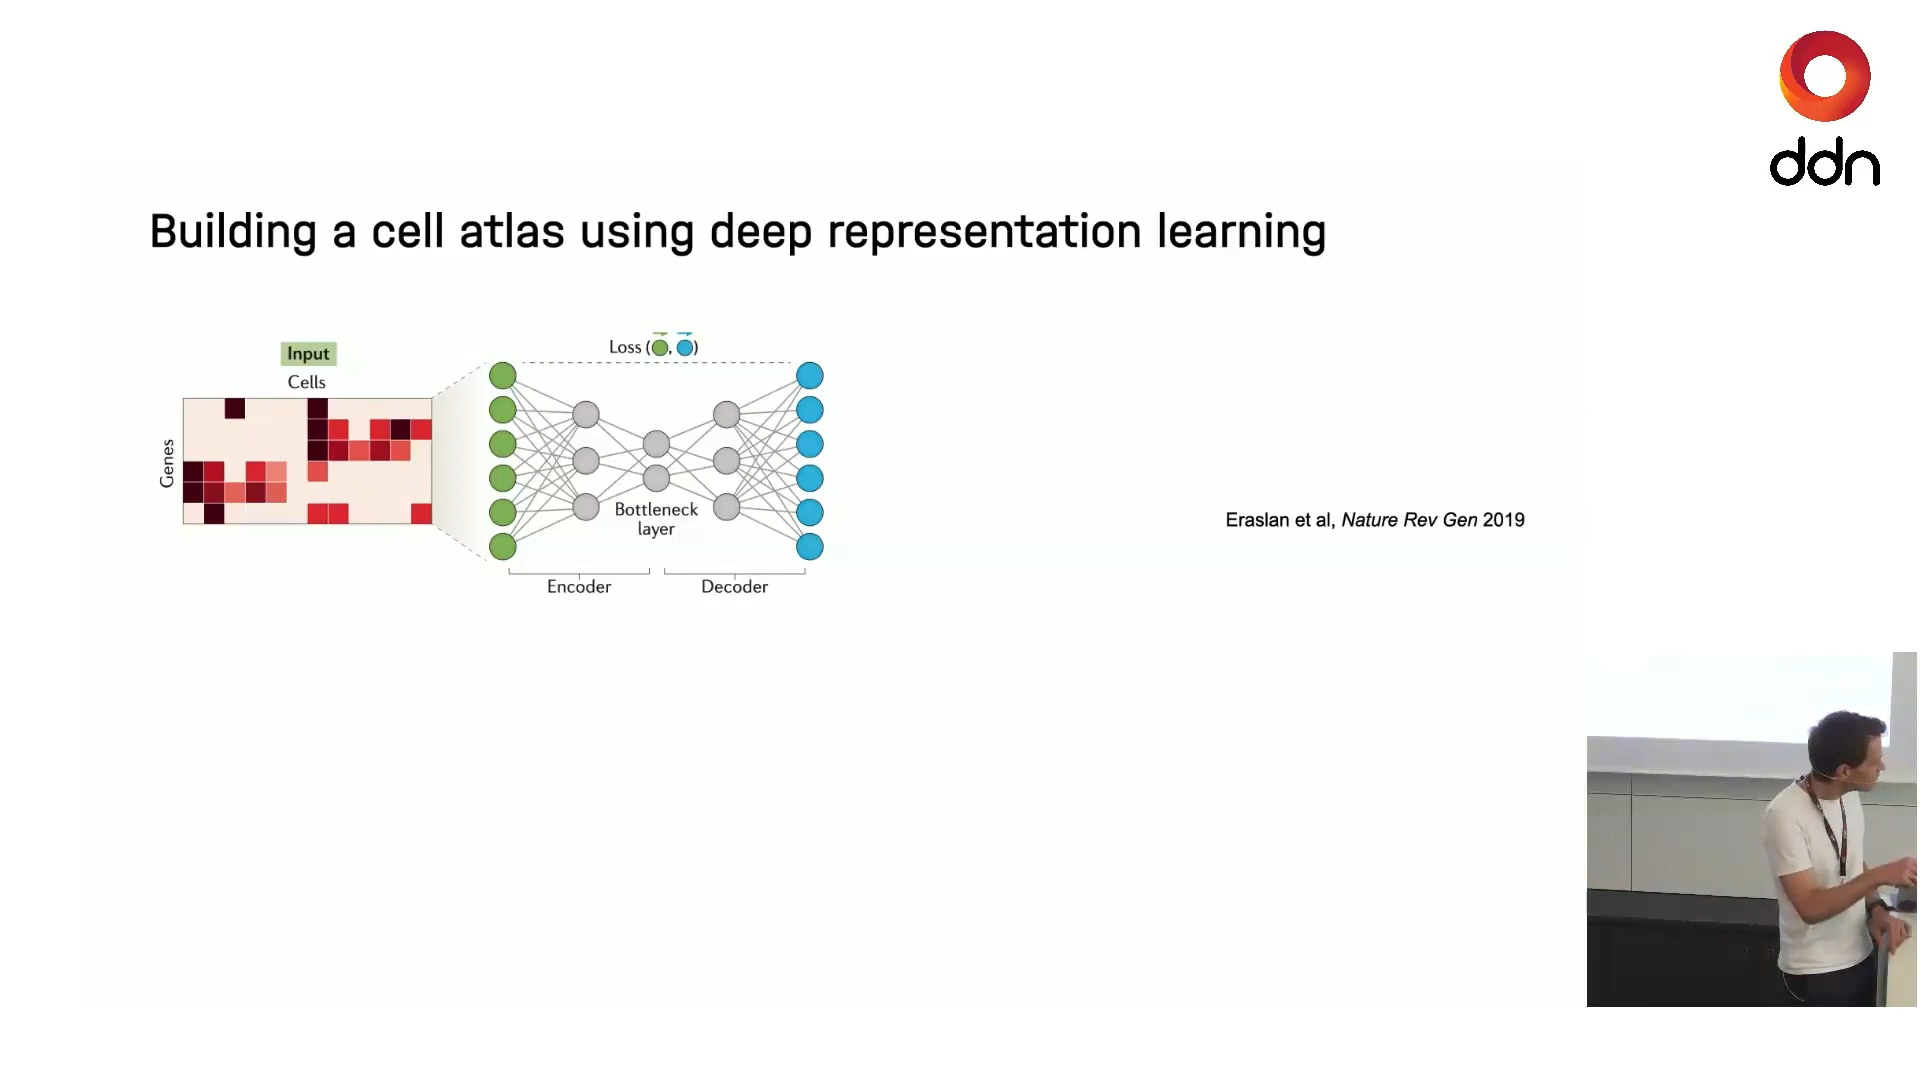 ddn
Building a cell atlas using deep representation learning
Input
Cells
Genes
Loss ( , )
Bottleneck
layer
Encoder
Decoder
Eraslan et al, Nature Rev Gen 2019